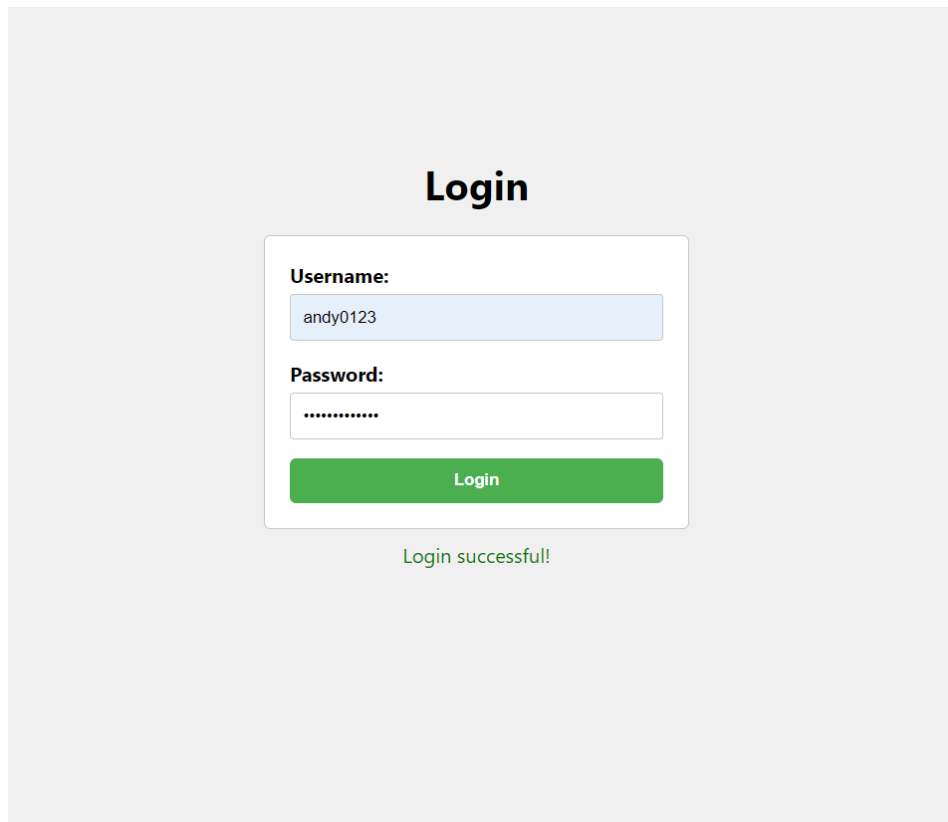 Login
Username:
andy0123
Password:
•••••••••••••
Login
Login successful!